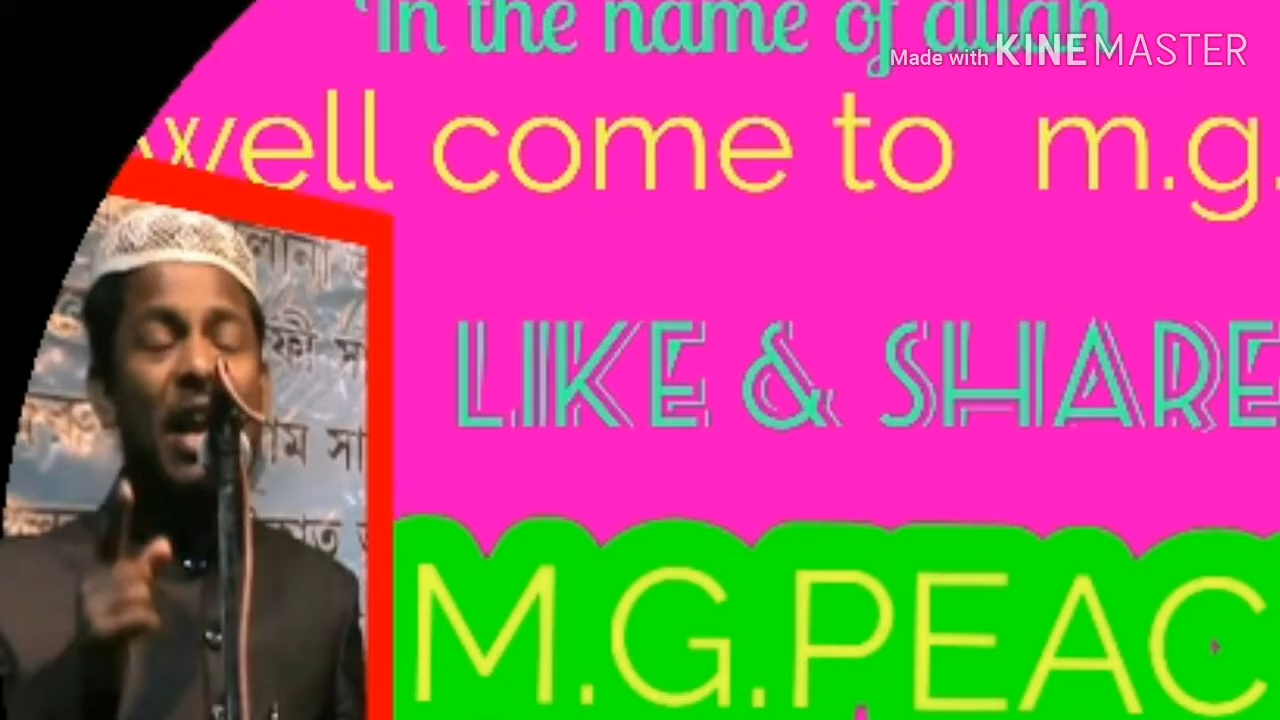 In the name of allah
Made with KINEMASTER
well come to m.g.
LIKE & SHARE
M.G.PEAC
লানা
ফী
াম সা